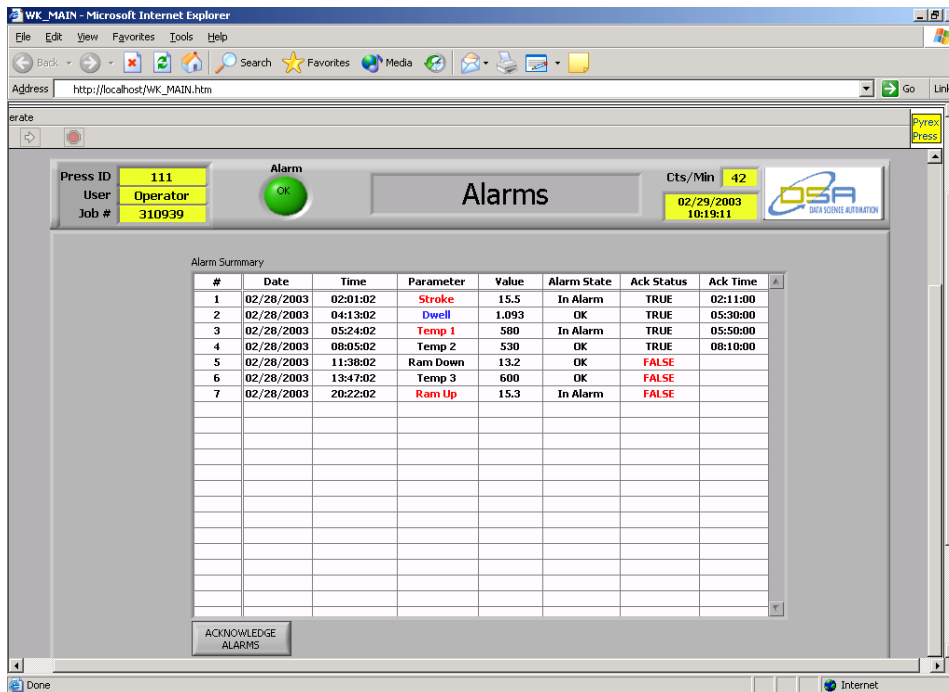 WK_MAIN - Microsoft Internet Explorer
File Edit View Favorites Tools Help
Back Search Favorites Media
Address http://localhost/WK_MAIN.htm Go Link
erate
Pyrex
Press
Press ID 111
User Operator
Job # 310939
Alarm
OK
Alarms
Cts/Min 42
02/29/2003
10:19:11
DSA
DATA SCIENCE AUTOMATION
Alarm Summary
# Date Time Parameter Value Alarm State Ack Status Ack Time
1 02/28/2003 02:01:02 Stroke 15.5 In Alarm TRUE 02:11:00
2 02/28/2003 04:13:02 Dwell 1.093 OK TRUE 05:30:00
3 02/28/2003 05:24:02 Temp 1 580 In Alarm TRUE 05:50:00
4 02/28/2003 08:05:02 Temp 2 530 OK TRUE 08:10:00
5 02/28/2003 11:38:02 Ram Down 13.2 OK FALSE
6 02/28/2003 13:47:02 Temp 3 600 OK FALSE
7 02/28/2003 20:22:02 Ram Up 15.3 In Alarm FALSE
ACKNOWLEDGE
ALARMS
Done Internet